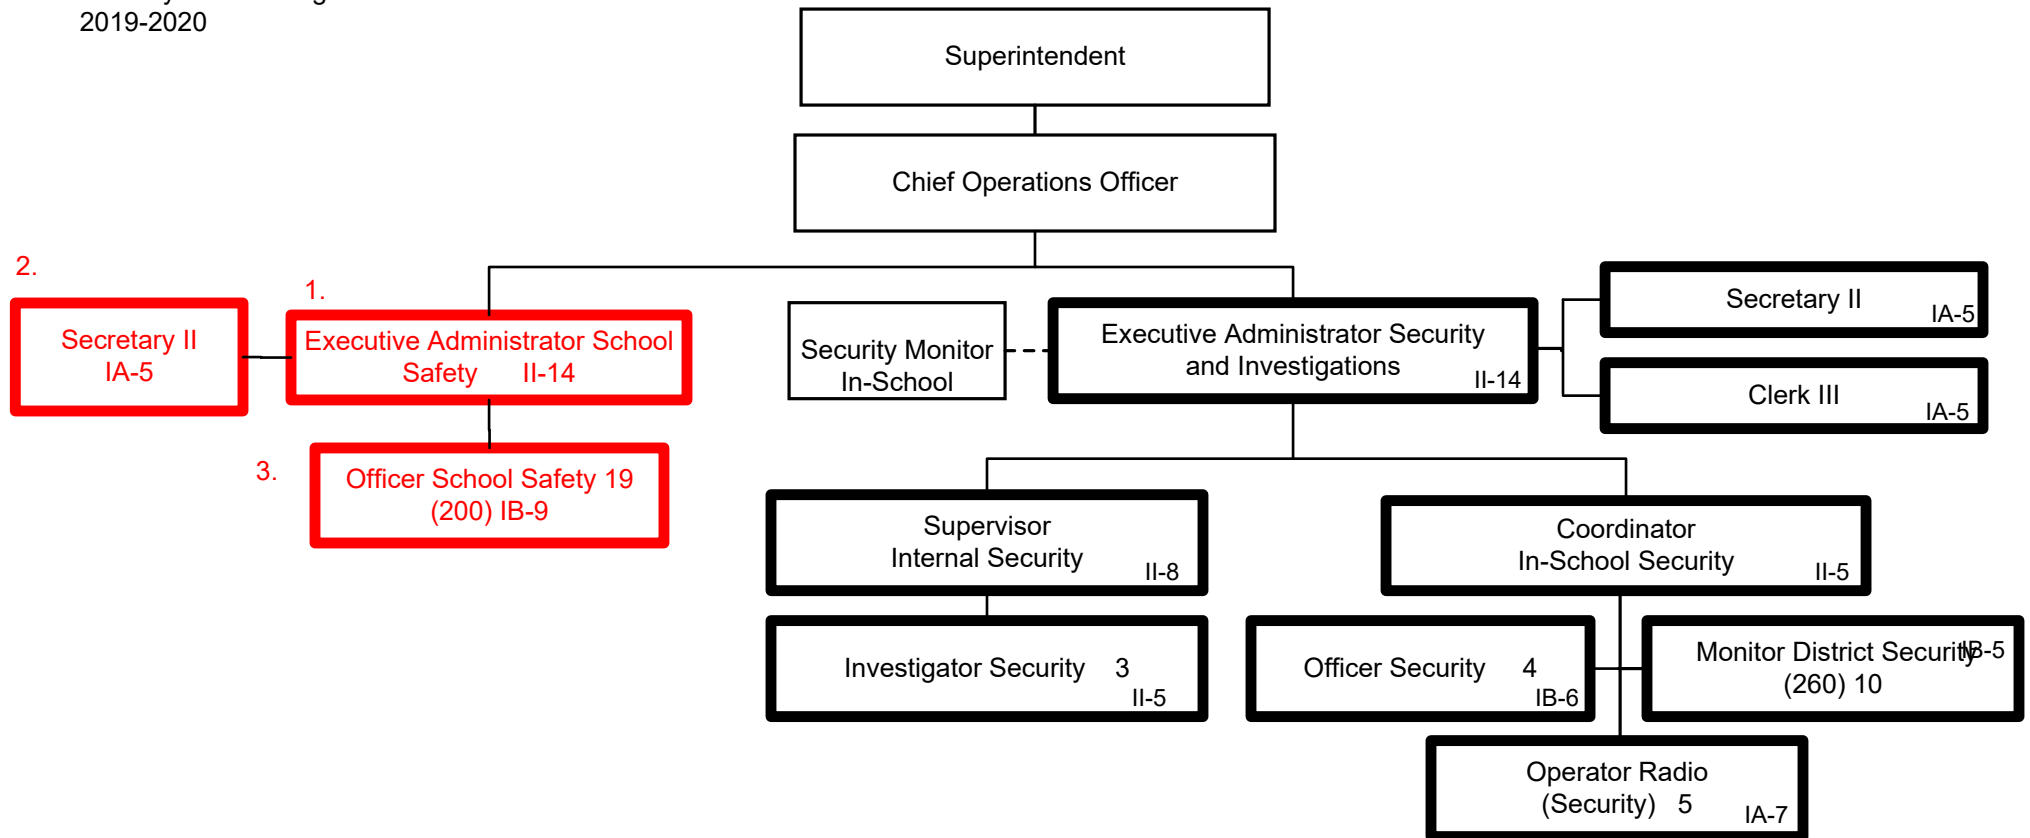 2019-2020
Superintendent
Chief Operations Officer
2.
1.
Secretary II
IA-5
Executive Administrator School
Safety II-14
3.
Officer School Safety 19
(200) IB-9
Security Monitor
In-School
Executive Administrator Security
and Investigations
II-14
Secretary II
IA-5
Clerk III
IA-5
Supervisor
Internal Security
II-8
Coordinator
In-School Security
II-5
Investigator Security 3
II-5
Officer Security 4
IB-6
Monitor District Security
IB-5
(260) 10
Operator Radio
(Security) 5
IA-7